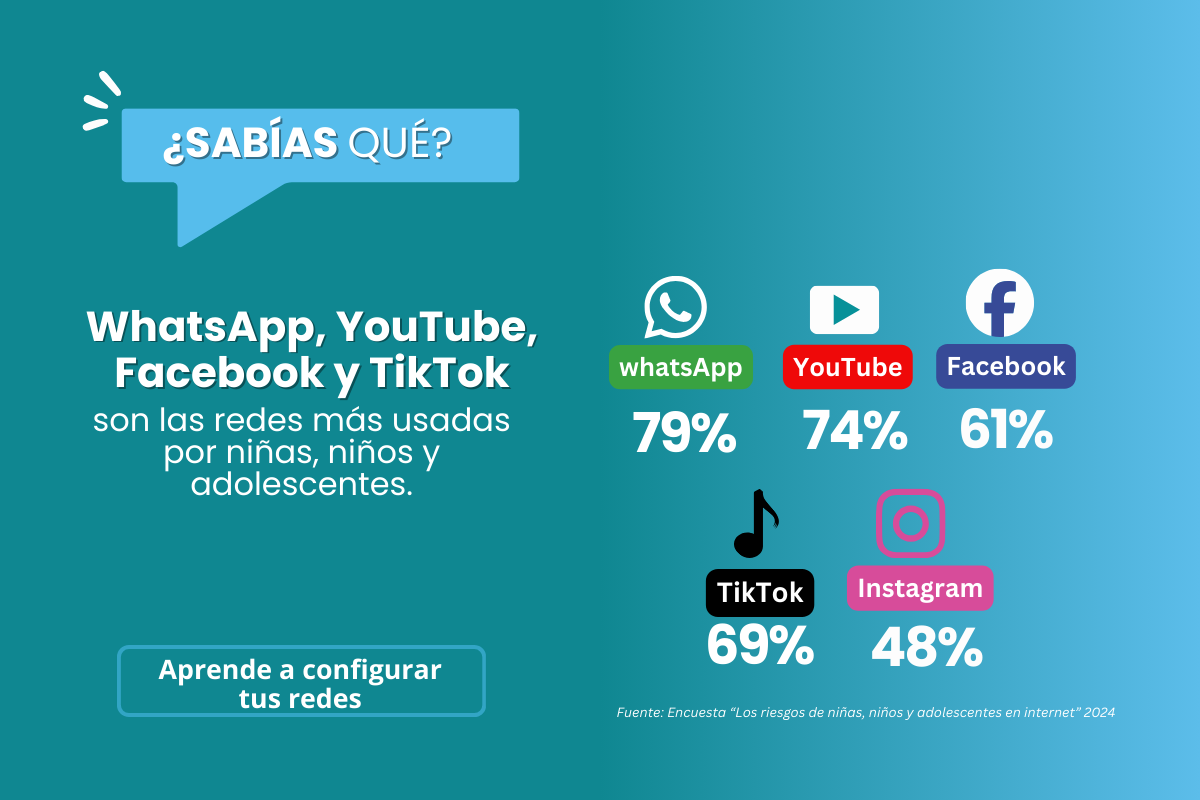 ¿SABÍAS QUÉ?
WhatsApp, YouTube,
Facebook y TikTok
son las redes más usadas
por niñas, niños y
adolescentes.
Aprende a configurar
tus redes
whatsApp
YouTube
Facebook
79%
74%
61%
TikTok
Instagram
69%
48%
Fuente: Encuesta “Los riesgos de niñas, niños y adolescentes en internet” 2024